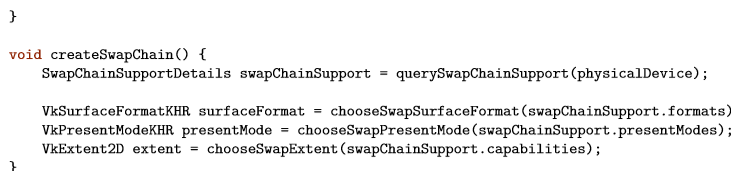 }
void createSwapChain() {
    SwapChainSupportDetails swapChainSupport = querySwapChainSupport(physicalDevice);
    VkSurfaceFormatKHR surfaceFormat = chooseSwapSurfaceFormat(swapChainSupport.formats)
    VkPresentModeKHR presentMode = chooseSwapPresentMode(swapChainSupport.presentModes);
    VkExtent2D extent = chooseSwapExtent(swapChainSupport.capabilities);
}